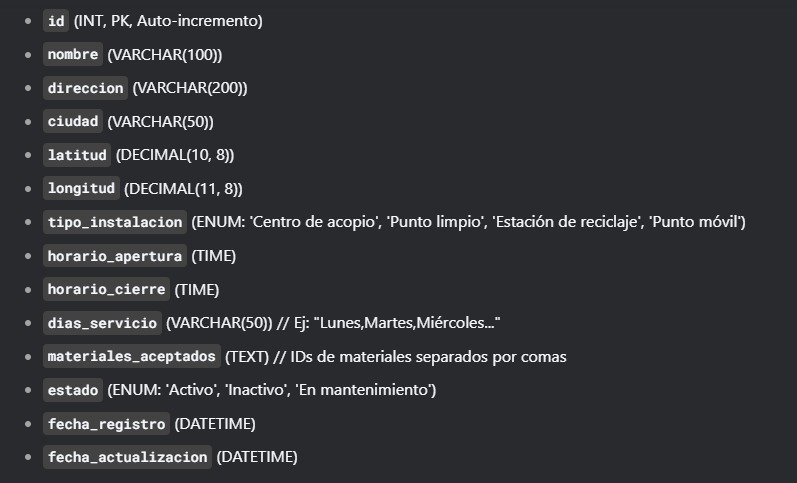 id (INT, PK, Auto-incremento)
nombre (VARCHAR(100))
direccion (VARCHAR(200))
ciudad (VARCHAR(50))
latitud (DECIMAL(10, 8))
longitud (DECIMAL(11, 8))
tipo_instalacion (ENUM: 'Centro de acopio', 'Punto limpio', 'Estación de reciclaje', 'Punto móvil')
horario_apertura (TIME)
horario_cierre (TIME)
dias_servicio (VARCHAR(50)) // Ej: "Lunes,Martes,Miércoles..."
materiales_aceptados (TEXT) // IDs de materiales separados por comas
estado (ENUM: 'Activo', 'Inactivo', 'En mantenimiento')
fecha_registro (DATETIME)
fecha_actualizacion (DATETIME)